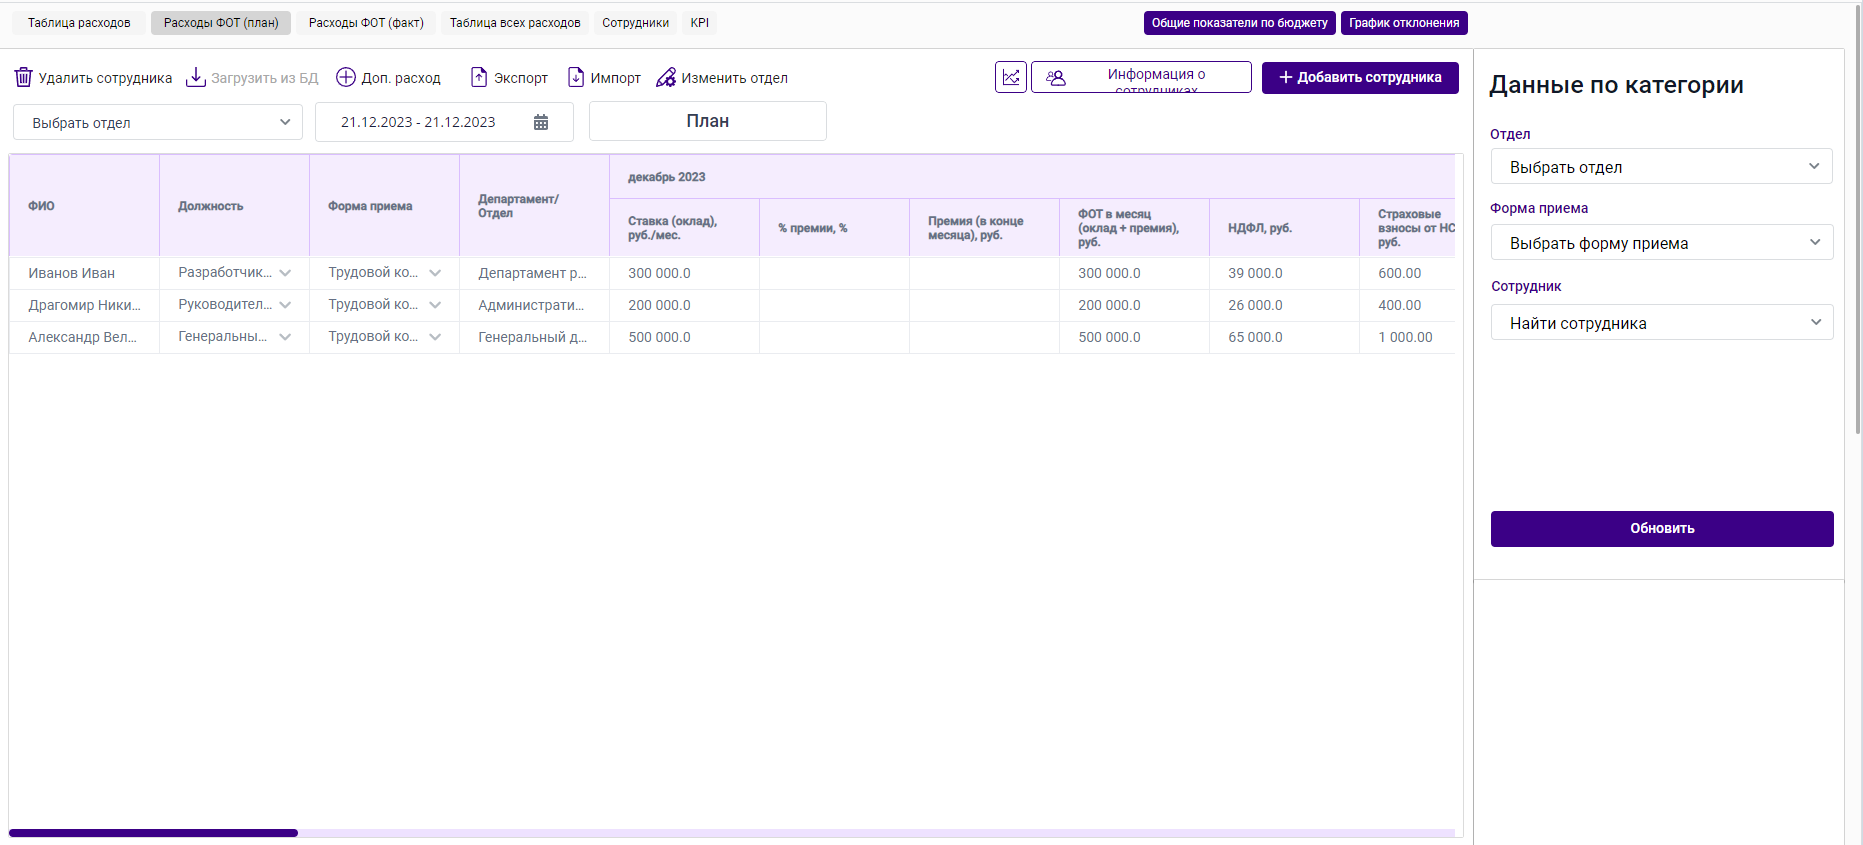 Таблица расходов
Расходы ФОТ (план)
Расходы ФОТ (факт)
Таблица всех расходов
Сотрудники
KPI
Общие показатели по бюджету
График отклонения
Удалить сотрудника
Загрузить из БД
Доп. расход
Экспорт
Импорт
Изменить отдел
Информация о
сотрудниках
Добавить сотрудника
Выбрать отдел
21.12.2023 - 21.12.2023
План
ФИО
Должность
Форма приема
Департамент/
Отдел
декабрь 2023
Ставка (оклад),
руб./мес.
% премии, %
Премия (в конце
месяца), руб.
ФОТ в месяц
(оклад + премия),
руб.
НДФЛ, руб.
Страховые
взносы от НС
руб.
Иванов Иван
Разработчик...
Трудовой ко...
Департамент р...
300 000.0
300 000.0
39 000.0
600.00
Драгомир Ники...
Руководител...
Трудовой ко...
Административ...
200 000.0
200 000.0
26 000.0
400.00
Александр Вел...
Генеральны...
Трудовой ко...
Генеральный д...
500 000.0
500 000.0
65 000.0
1 000.00
Данные по категории
Отдел
Выбрать отдел
Форма приема
Выбрать форму приема
Сотрудник
Найти сотрудника
Обновить